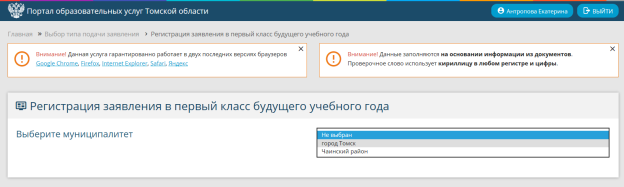 Портал образовательных услуг Томской области
Антропова Екатерина
ВЫЙТИ
Главная » Выбор типа подачи заявления > Регистрация заявления в первый класс будущего учебного года
Внимание! Данная услуга гарантированно работает в двух последних версиях браузеров
Google Chrome, Firefox, Internet Explorer, Safari, Яндекс
Внимание! Данные заполняются на основании информации из документов.
Проверочное слово использует кириллицу в любом регистре и цифры.
Регистрация заявления в первый класс будущего учебного года
Выберите муниципалитет
Не выбран
город Томск
Чаинский район